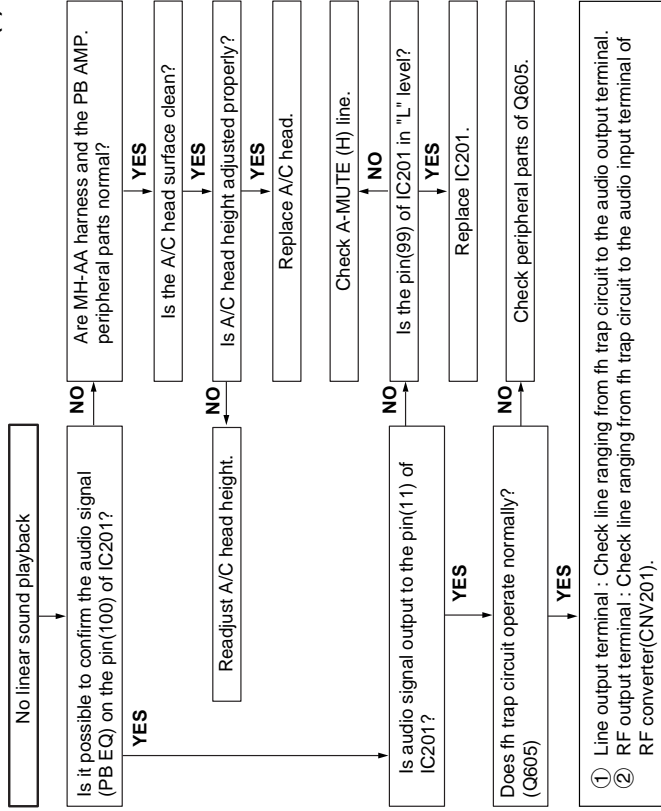 No linear sound playback
Is it possible to confirm the audio signal
(PB EQ) on the pin(100) of IC201?
NO
Are MH-AA harness and the PB AMP.
peripheral parts normal?
YES
Is the A/C head surface clean?
YES
Is A/C head height adjusted properly?
NO
Readjust A/C head height.
YES
Replace A/C head.
YES
Is audio signal output to the pin(11) of
IC201?
NO
Is the pin(99) of IC201 in "L" level?
NO
Check A-MUTE (H) line.
YES
Replace IC201.
YES
Does fh trap circuit operate normally?
(Q605)
NO
Check peripheral parts of Q605.
YES
① Line output terminal : Check line ranging from fh trap circuit to the audio output terminal.
② RF output terminal : Check line ranging from fh trap circuit to the audio input terminal of
RF converter(CNV201).